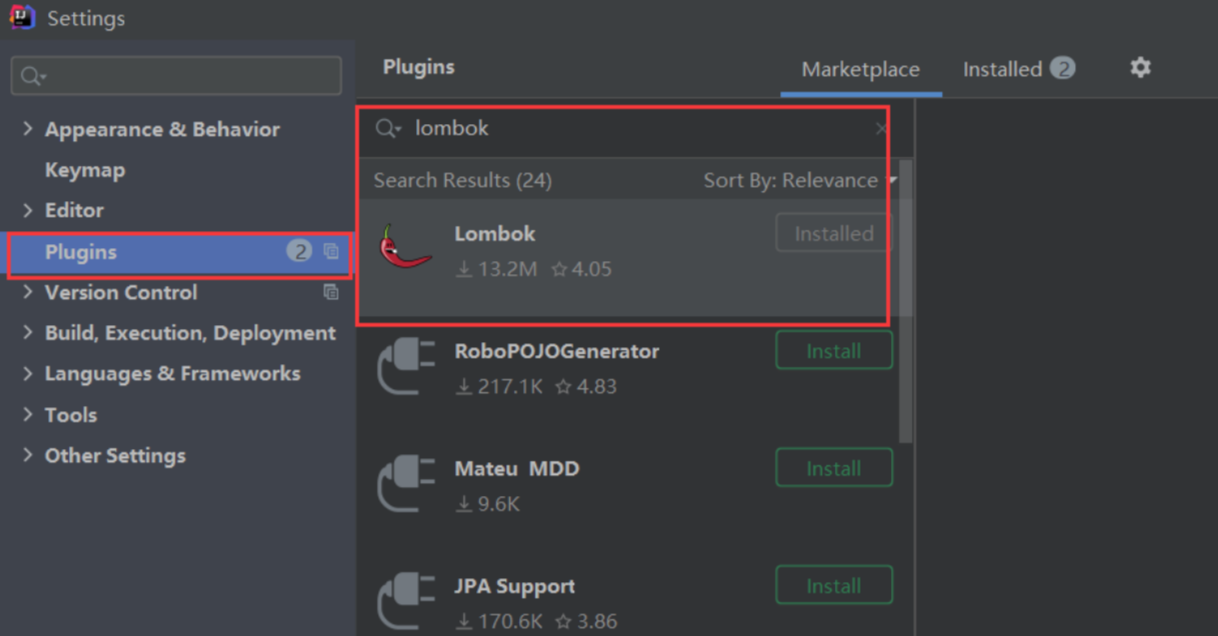 Settings
Plugins
Marketplace
Installed 2
Appearance & Behavior
Keymap
Editor
Plugins 2
Version Control
Build, Execution, Deployment
Languages & Frameworks
Tools
Other Settings
lombok
Search Results (24)
Sort By: Relevance
Lombok
Installed
13.2M 4.05
RoboPOJOGenerator
Install
217.1K 4.83
Mateu MDD
Install
9.6K
JPA Support
Install
170.6K 3.86